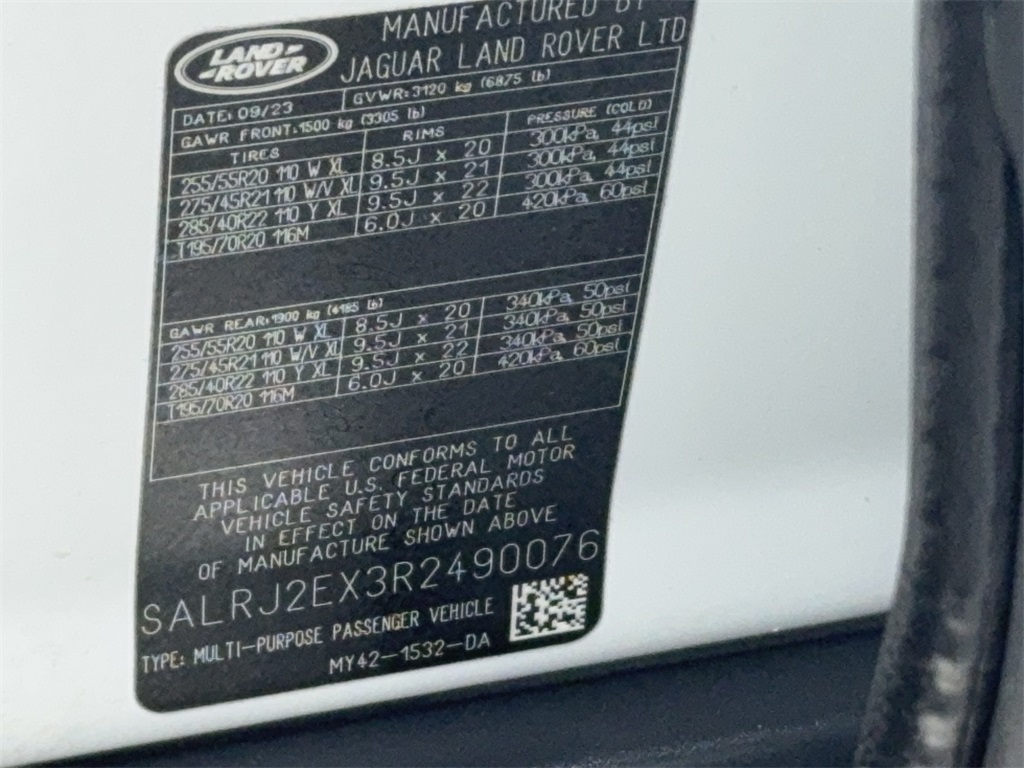 LAND-
-ROVER
MANUFACTURED BY
JAGUAR LAND ROVER LTD
DATE: 09/23 GVWR: 3120 kg (6875 lb)
GAWR FRONT: 1500 kg (3305 lb)
TIRES RIMS PRESSURE (COLD)
255/55R20 110 W XL 8.5J x 20 300kPa, 44psi
275/45R21 110 W/V XL 9.5J x 21 300kPa, 44psi
285/40R22 110 Y XL 9.5J x 22 300kPa, 44psi
T195/70R20 116M 6.0J x 20 420kPa, 60psi
GAWR REAR: 1900 kg (4185 lb)
255/55R20 110 W XL 8.5J x 20 340kPa, 50psi
275/45R21 110 W/V XL 9.5J x 21 340kPa, 50psi
285/40R22 110 Y XL 9.5J x 22 340kPa, 50psi
T195/70R20 116M 6.0J x 20 420kPa, 60psi
THIS VEHICLE CONFORMS TO ALL
APPLICABLE U.S. FEDERAL MOTOR
VEHICLE SAFETY STANDARDS
IN EFFECT ON THE DATE
OF MANUFACTURE SHOWN ABOVE
SALRJ2EX3R2490076
TYPE: MULTI-PURPOSE PASSENGER VEHICLE
MY42-1532-DA